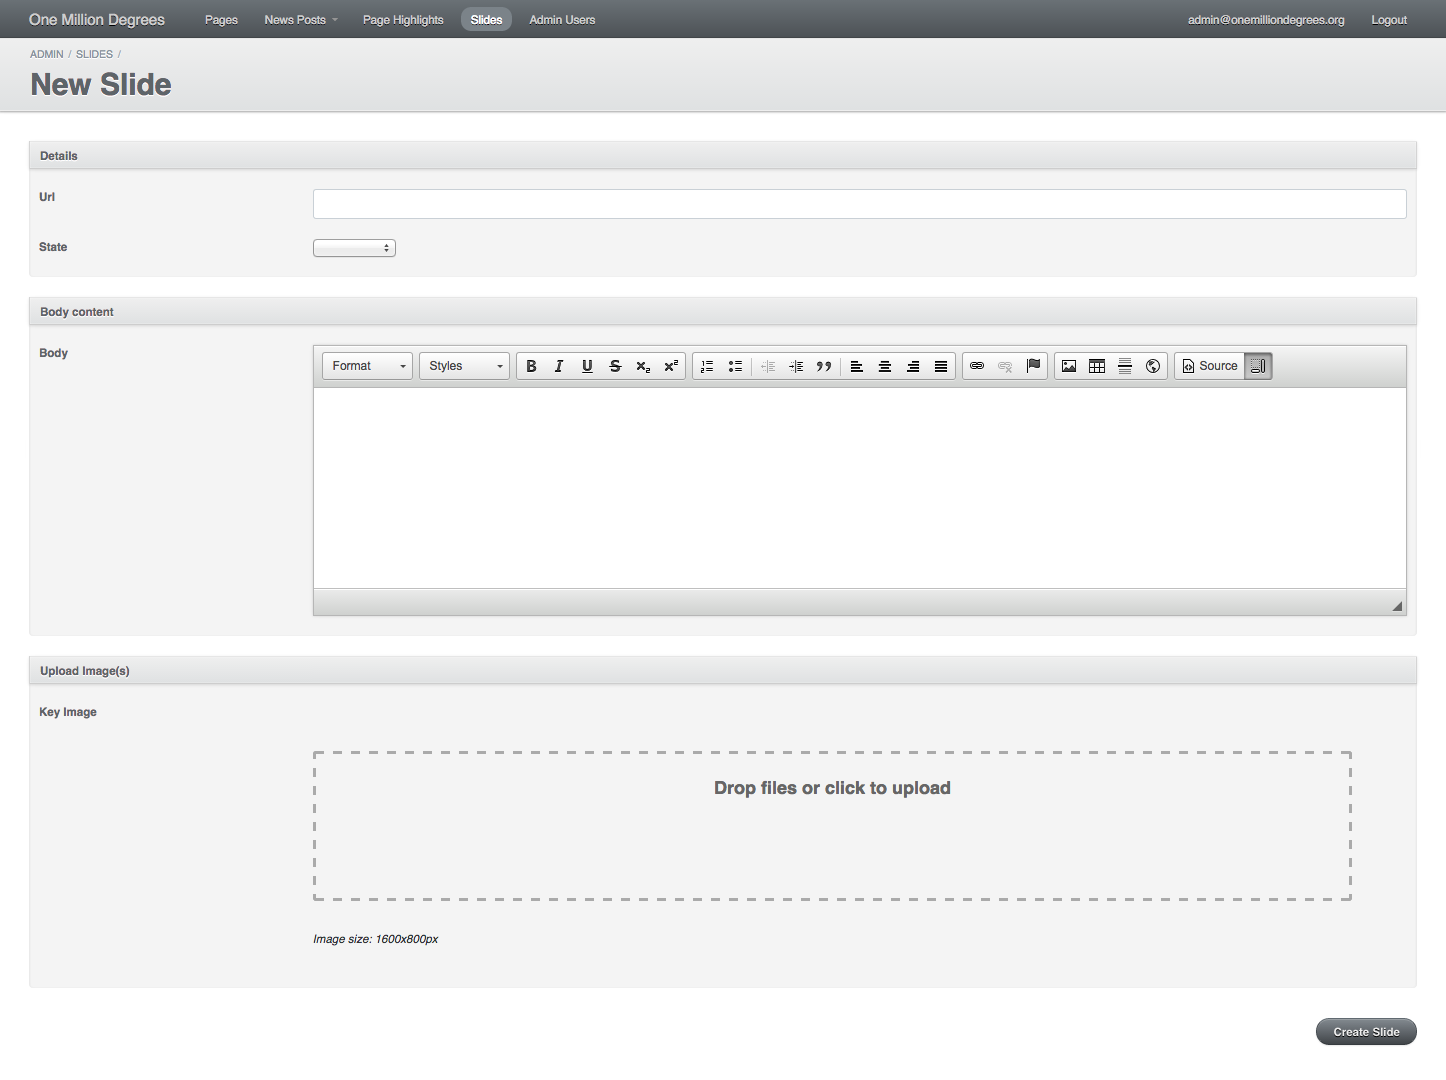 One Million Degrees Pages News Posts Page Highlights Slides Admin Users admin@onemilliondegrees.org Logout
ADMIN / SLIDES /
New Slide
Details
Url
State
Body content
Body
Format Styles B I U S x₂ x² Source
Upload Image(s)
Key Image
Drop files or click to upload
Image size: 1600x800px
Create Slide